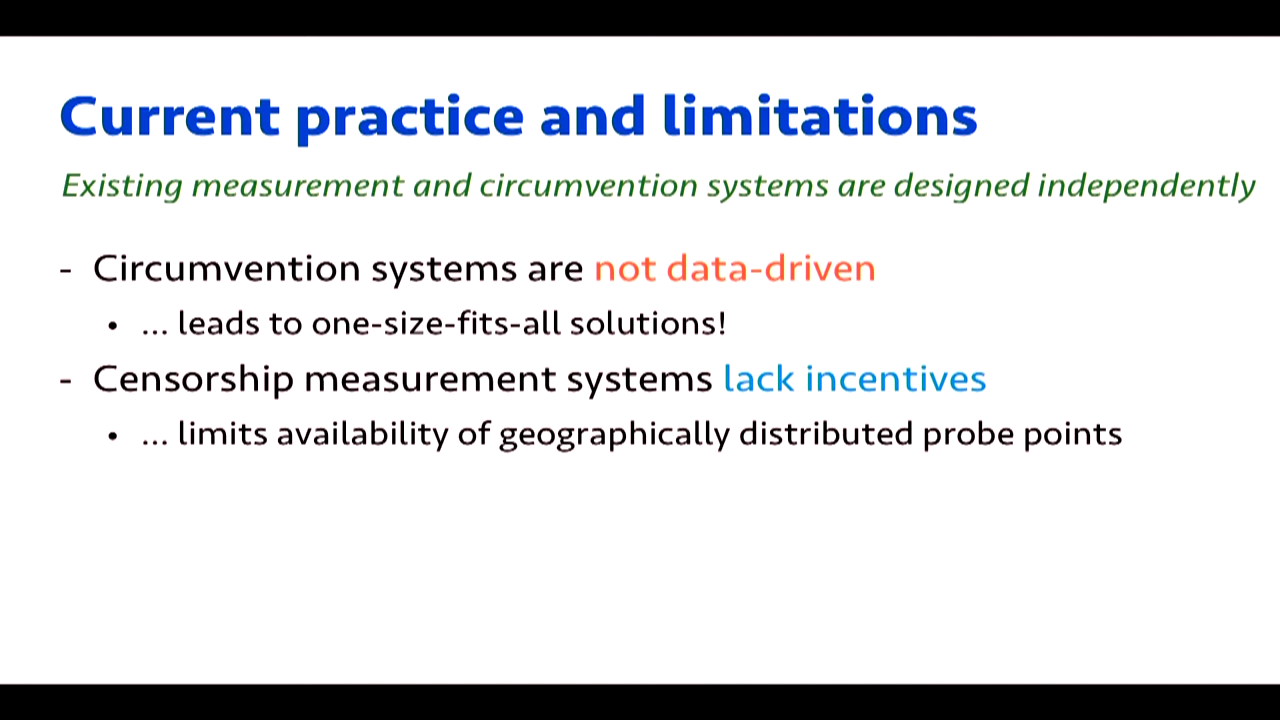 Current practice and limitations
Existing measurement and circumvention systems are designed independently
- Circumvention systems are not data-driven
• ... leads to one-size-fits-all solutions!
- Censorship measurement systems lack incentives
• ... limits availability of geographically distributed probe points